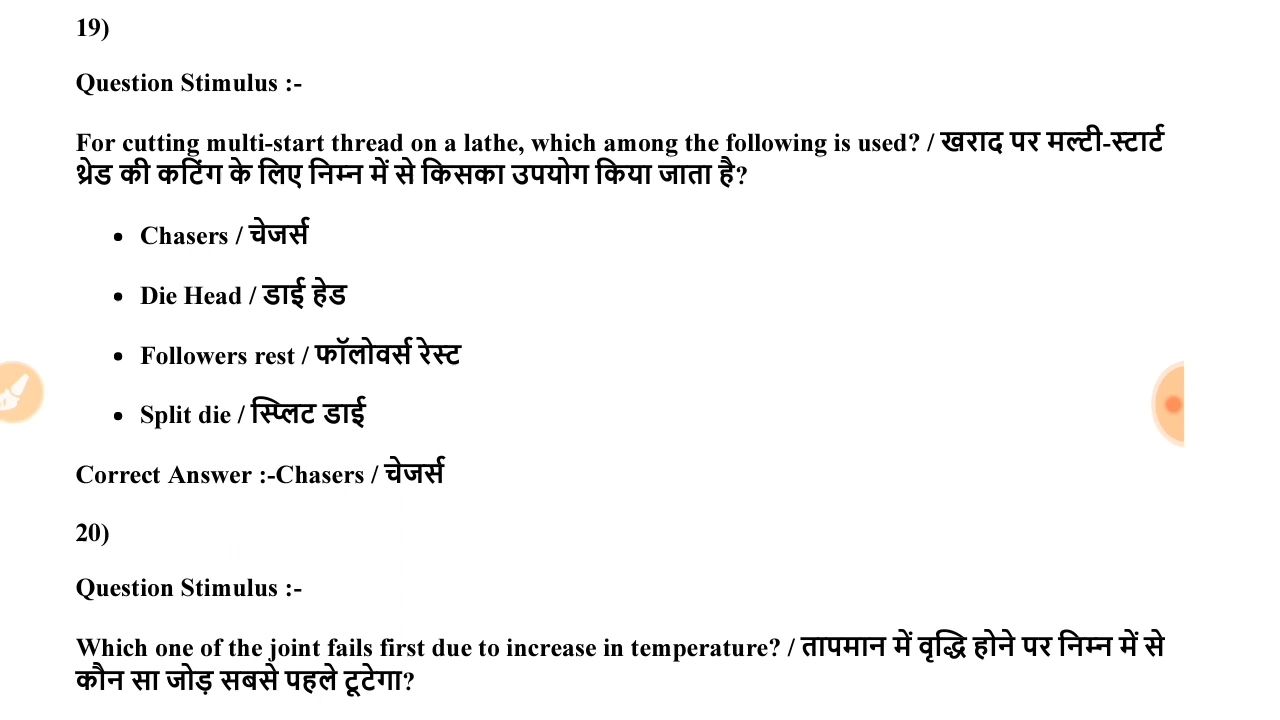 19)
Question Stimulus :-
For cutting multi-start thread on a lathe, which among the following is used? / खराद पर मल्टी-स्टार्ट
थ्रेड की कटिंग के लिए निम्न में से किसका उपयोग किया जाता है?
• Chasers / चेजर्स
• Die Head / डाई हेड
• Followers rest / फॉलोवर्स रेस्ट
• Split die / स्प्लिट डाई
Correct Answer :-Chasers / चेजर्स
20)
Question Stimulus :-
Which one of the joint fails first due to increase in temperature? / तापमान में वृद्धि होने पर निम्न में से
कौन सा जोड़ सबसे पहले टूटेगा?